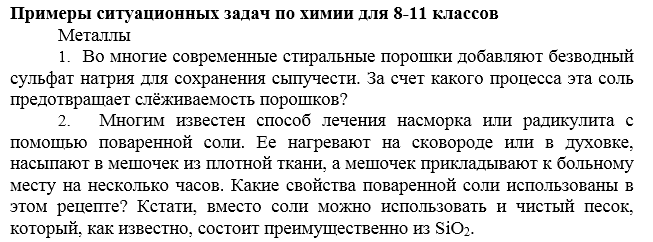 Примеры ситуационных задач по химии для 8-11 классов
Металлы
1. Во многие современные стиральные порошки добавляют безводный
сульфат натрия для сохранения сыпучести. За счет какого процесса эта соль
предотвращает слёживаемость порошков?
2. Многим известен способ лечения насморка или радикулита с
помощью поваренной соли. Ее нагревают на сковороде или в духовке,
насыпают в мешочек из плотной ткани, а мешочек прикладывают к больному
месту на несколько часов. Какие свойства поваренной соли использованы в
этом рецепте? Кстати, вместо соли можно использовать и чистый песок,
который, как известно, состоит преимущественно из SiO₂.